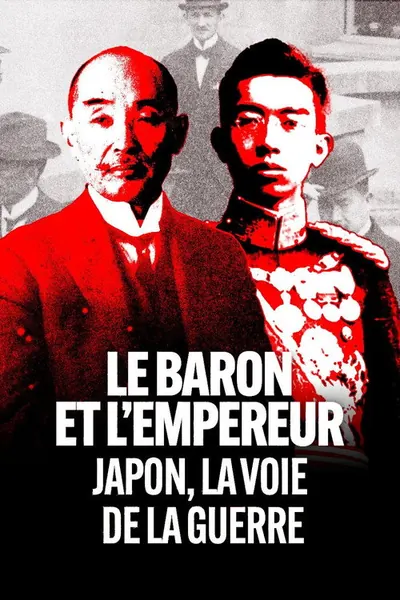 LE BARON
ET L'EMPEREUR
JAPON, LA VOIE
DE LA GUERRE